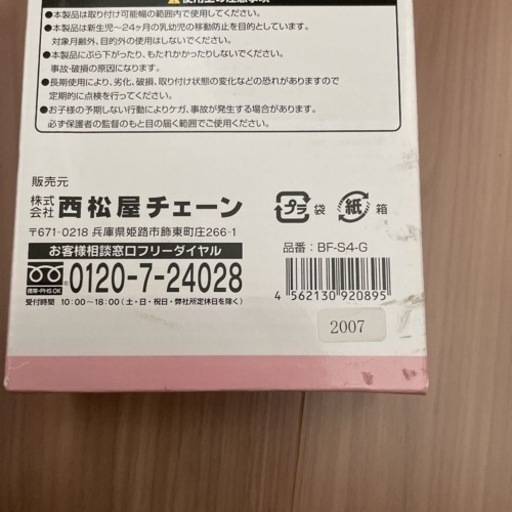 使用上の注意事項
●本製品は取り付け可能幅の範囲内で使用してください。
●本製品は新生児～24ヶ月の乳幼児の移動防止を目的としています。
対象月齢外、目的外の使用はしないでください。
●本製品にぶら下がったり、もたれかかったりしないでください。
事故・破損の原因になります。
●長期使用により、劣化、破損、取り付け状態の変化などの恐れがありますので
定期的に点検を行ってください。
●お子様の予期しない行動によりケガ、事故が発生する場合があります。
必ず保護者の監督のもと目の届く範囲でご使用ください。
販売元
株式会社 西松屋チェーン
〒671-0218 兵庫県姫路市飾東町庄266-1
お客様相談窓口フリーダイヤル
携帯・PHS OK 0120-7-24028
受付時間 10:00～18:00（土・日・祝日・弊社所定休日を除く）
プラ 袋 紙 箱
品番：BF-S4-G
4 562130 920895
2007